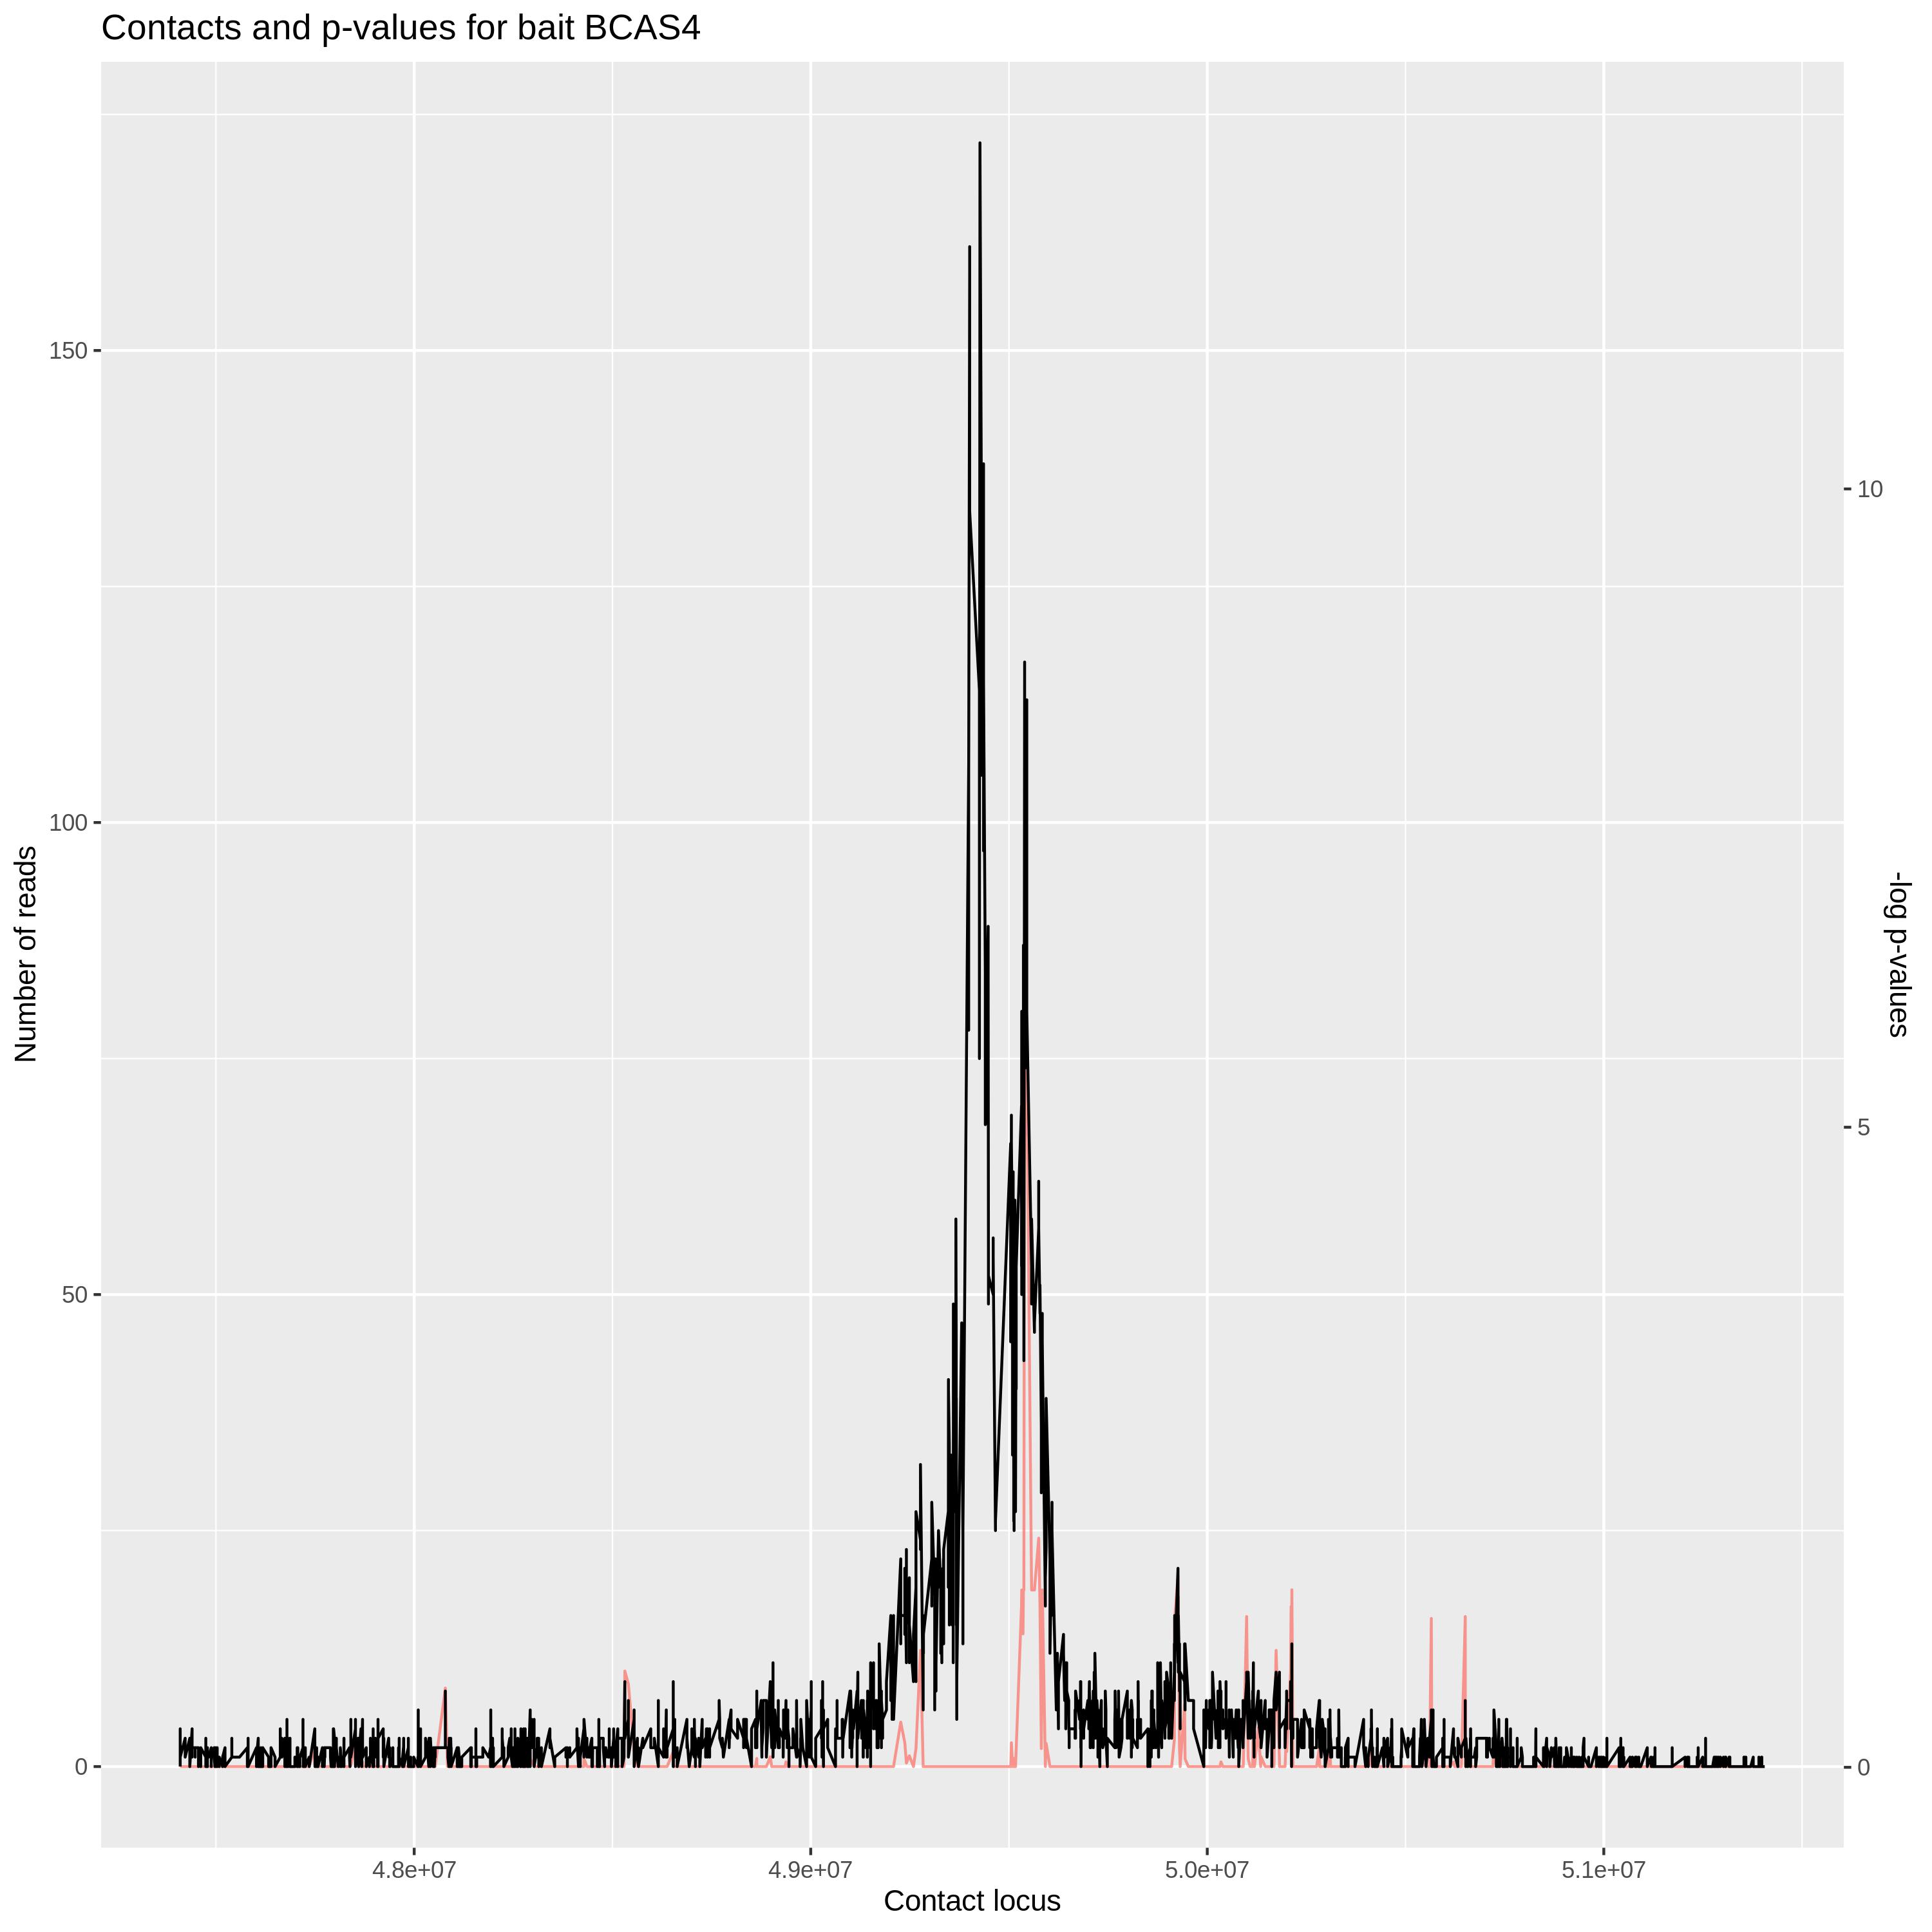 Contacts and p-values for bait BCAS4
150
100
50
0
Number of reads
10
5
0
-log p-values
4.8e+07
4.9e+07
5.0e+07
5.1e+07
Contact locus